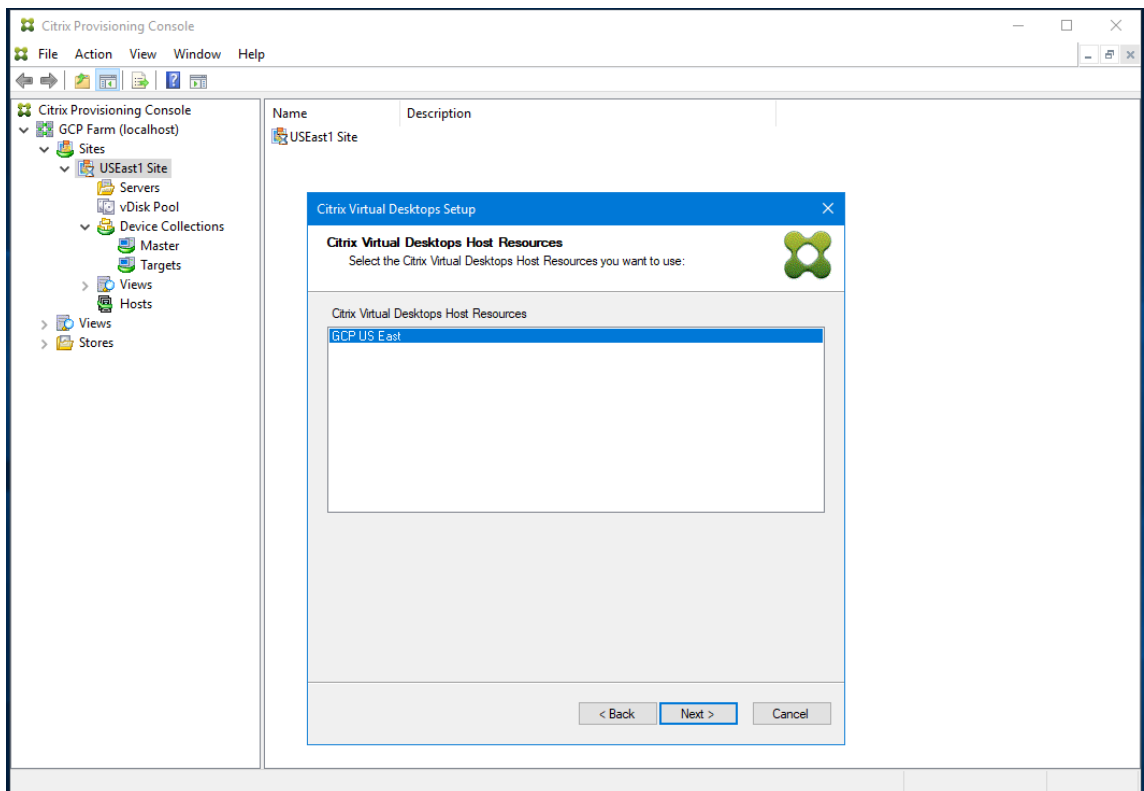 Citrix Provisioning Console
File Action View Window Help
Citrix Provisioning Console
GCP Farm (localhost)
Sites
USEast1 Site
Servers
vDisk Pool
Device Collections
Master
Targets
Views
Hosts
Views
Stores
Name Description
USEast1 Site
Citrix Virtual Desktops Setup
Citrix Virtual Desktops Host Resources
Select the Citrix Virtual Desktops Host Resources you want to use:
Citrix Virtual Desktops Host Resources
GCP US East
< Back Next > Cancel